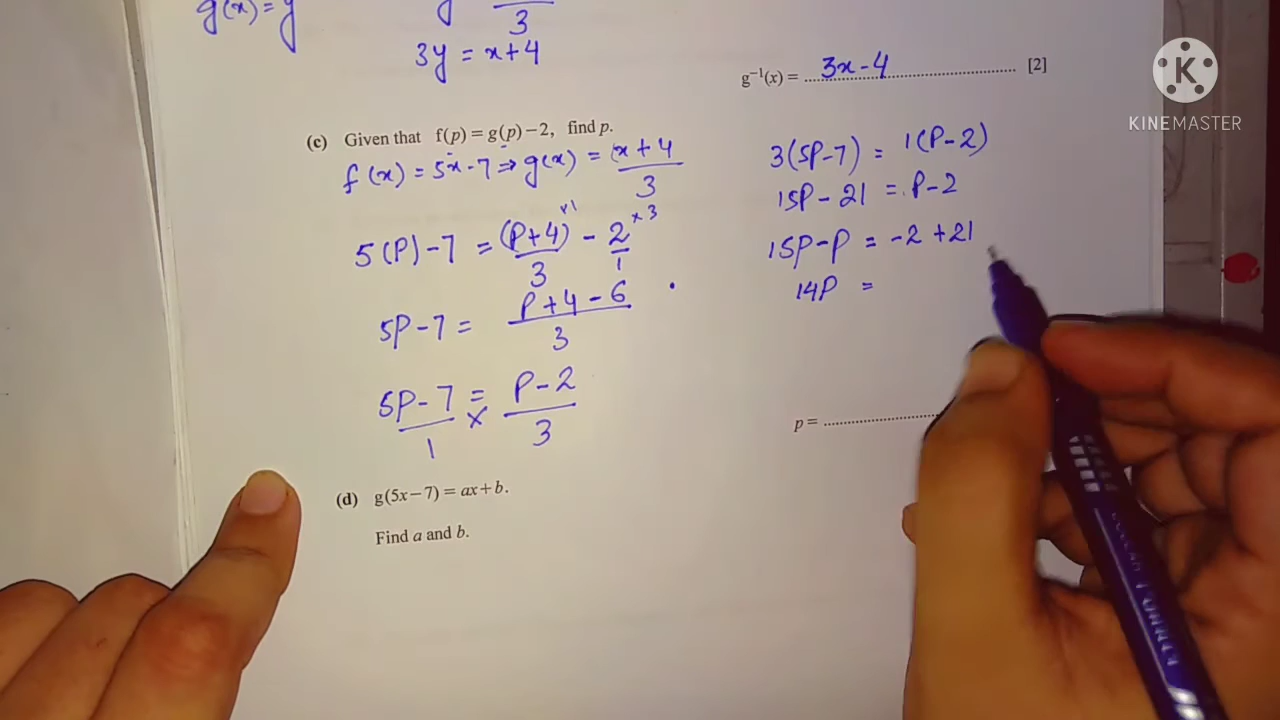 g(x) = y
3
3y = x+4
g⁻¹(x) = 3x-4 [2]
K
KINEMASTER
(c) Given that f(p) = g(p) - 2, find p.
f(x) = 5x - 7 ⇒ g(x) = x + 4 / 3
5(P) - 7 = (P+4)ˣ¹ / 3 - 2ˣ³ / 1
5P - 7 = P + 4 - 6 / 3
5P - 7 / 1 = × P - 2 / 3
3(5P-7) = 1(P-2)
15P - 21 = P-2
15P - P = -2 + 21
14P =
p =
(d) g(5x-7) = ax+b.
Find a and b.